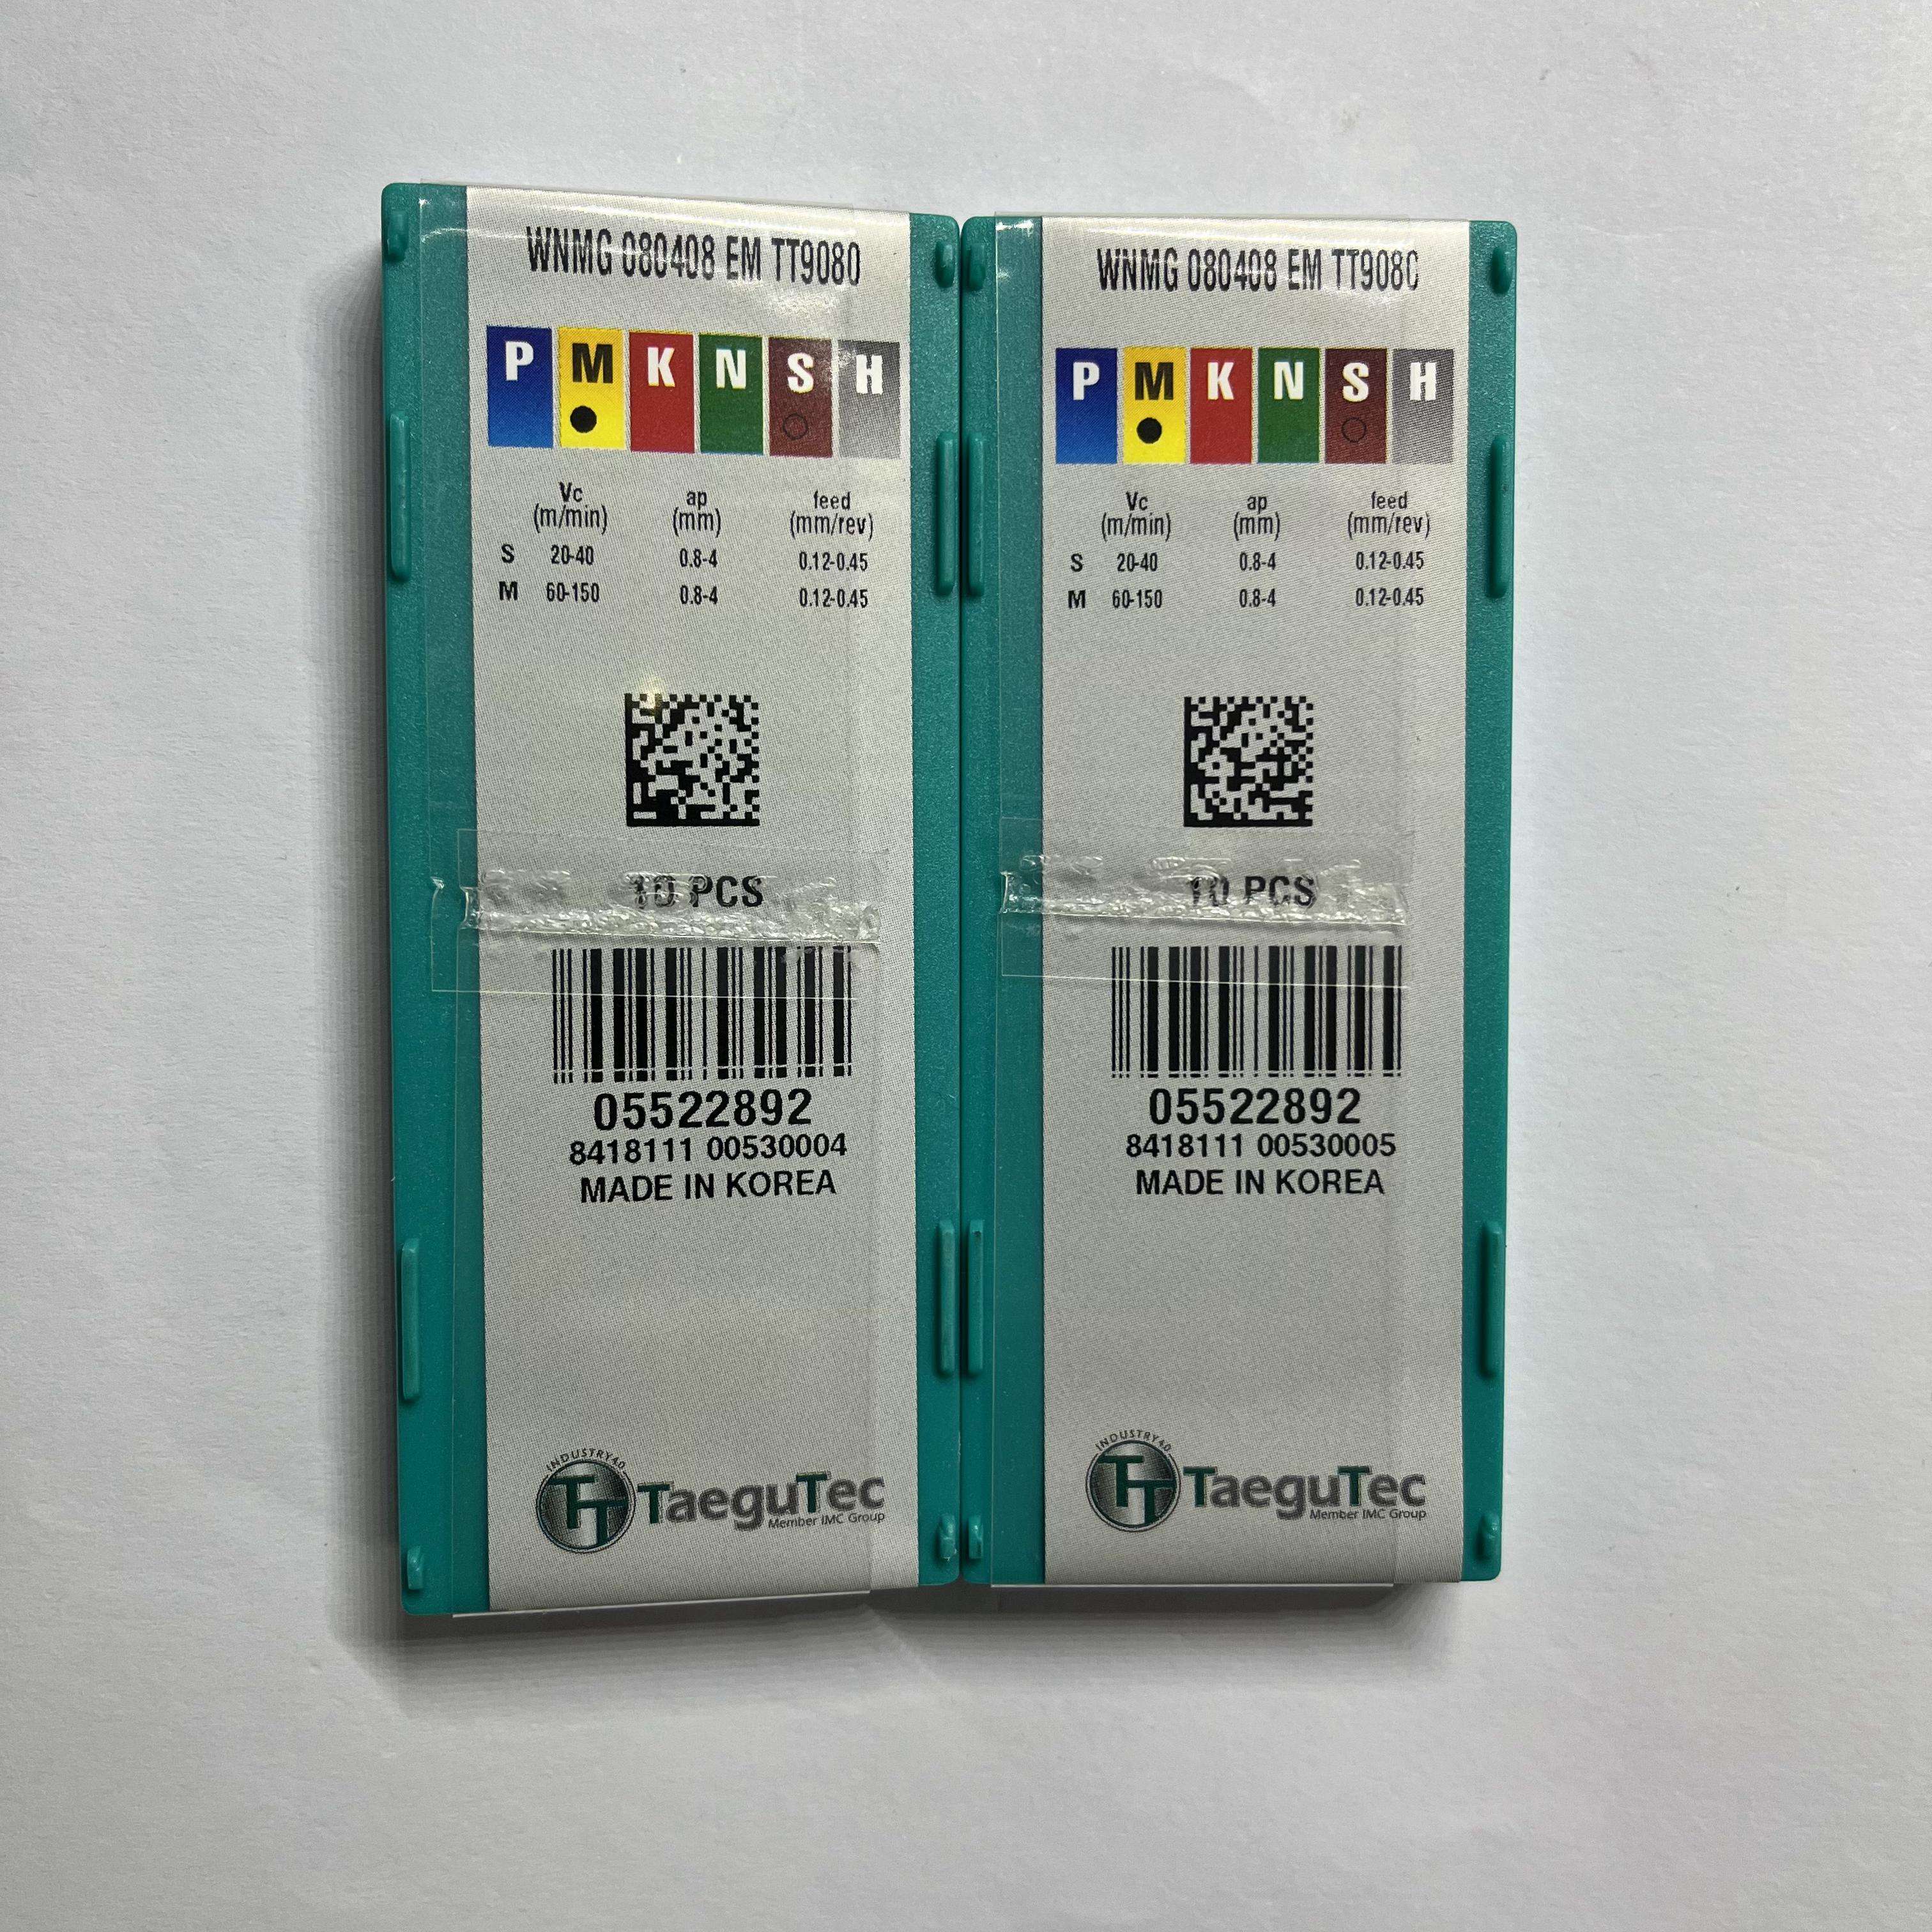 WNMG 080408 EM TT9080
P M K N S H
Vc ap feed
(m/min) (mm) (mm/rev)
S 20-40 0.8-4 0.12-0.45
M 60-150 0.8-4 0.12-0.45
10 PCS
05522892
8418111 00530004
MADE IN KOREA
INDUSTRY4.0
TT TaeguTec
Member IMC Group
WNMG 080408 EM TT9080
P M K N S H
Vc ap feed
(m/min) (mm) (mm/rev)
S 20-40 0.8-4 0.12-0.45
M 60-150 0.8-4 0.12-0.45
10 PCS
05522892
8418111 00530005
MADE IN KOREA
INDUSTRY4.0
TT TaeguTec
Member IMC Group